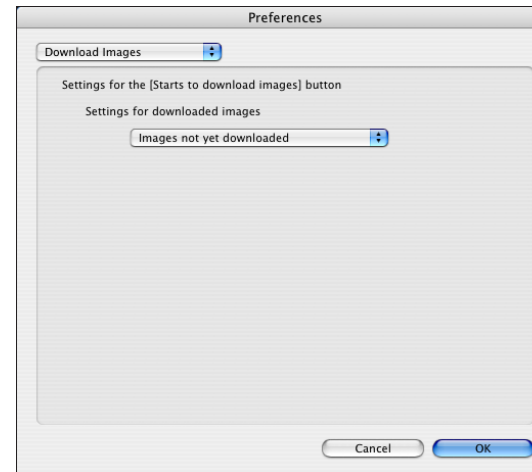 Preferences
Download Images
Settings for the [Starts to download images] button
Settings for downloaded images
Images not yet downloaded
Cancel
OK